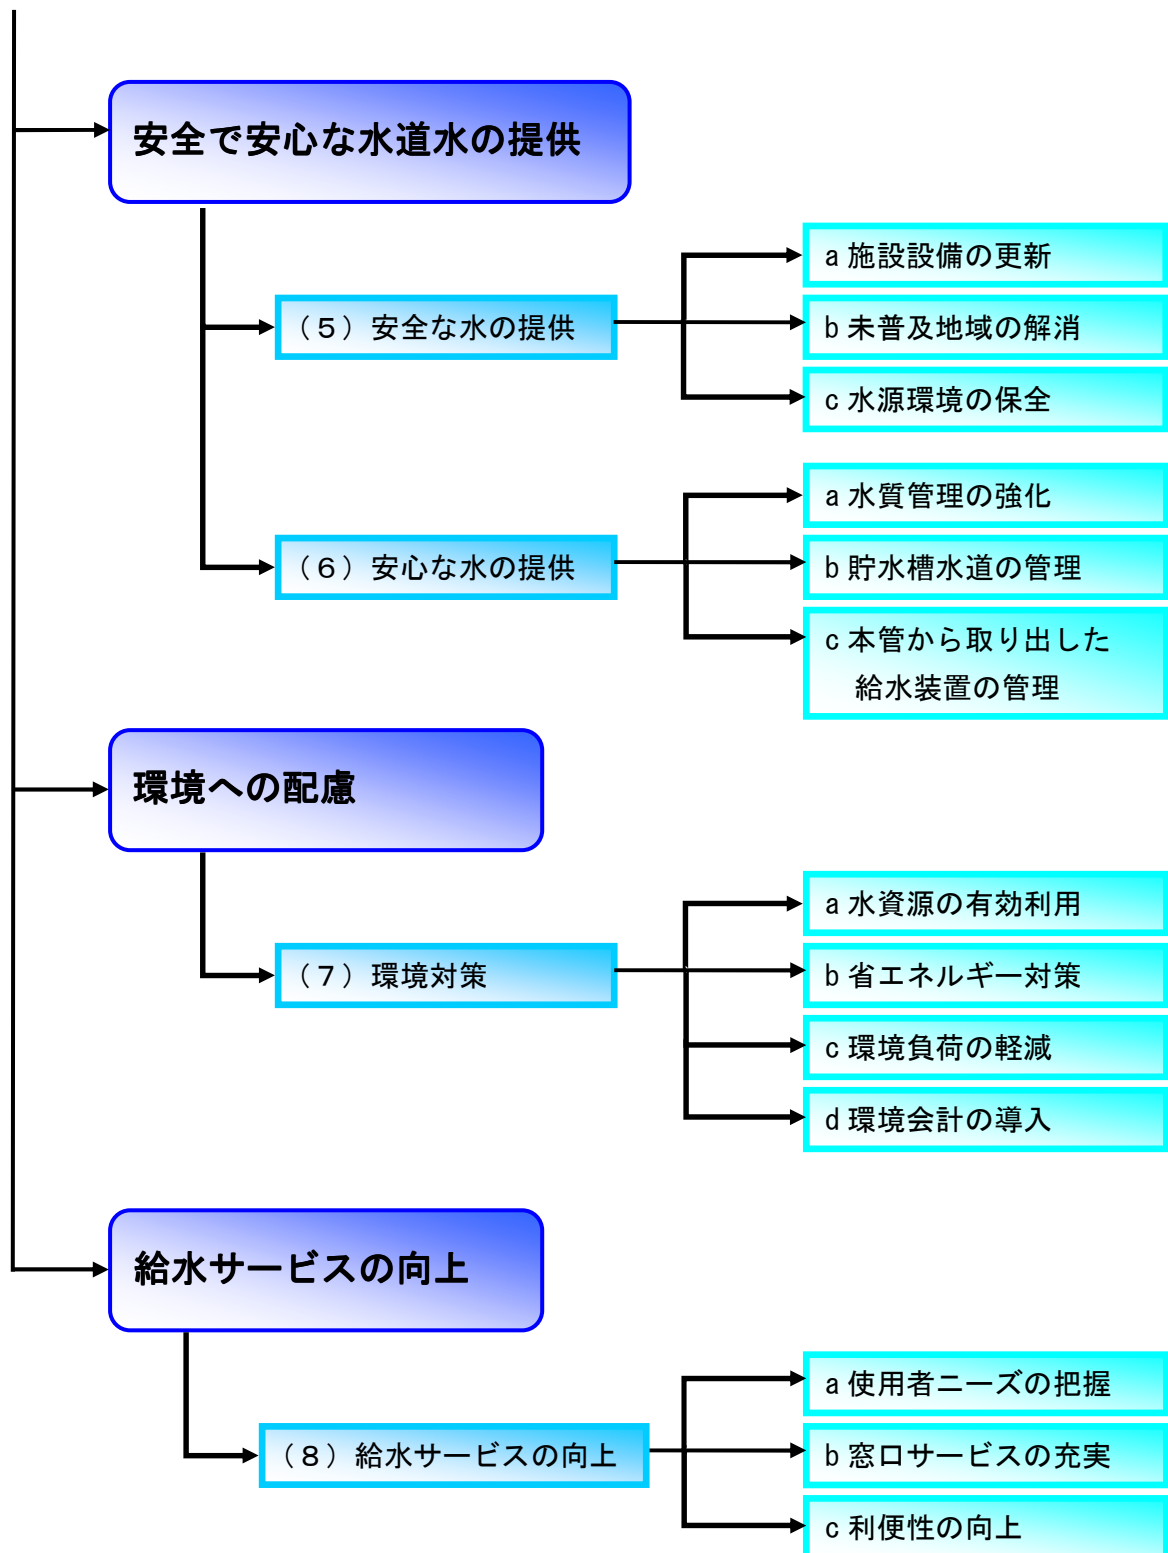 安全で安心な水道水の提供
（５）安全な水の提供
a 施設設備の更新
b 未普及地域の解消
c 水源環境の保全
（６）安心な水の提供
a 水質管理の強化
b 貯水槽水道の管理
c 本管から取り出した
給水装置の管理
環境への配慮
（７）環境対策
a 水資源の有効利用
b 省エネルギー対策
c 環境負荷の軽減
d 環境会計の導入
給水サービスの向上
（８）給水サービスの向上
a 使用者ニーズの把握
b 窓口サービスの充実
c 利便性の向上